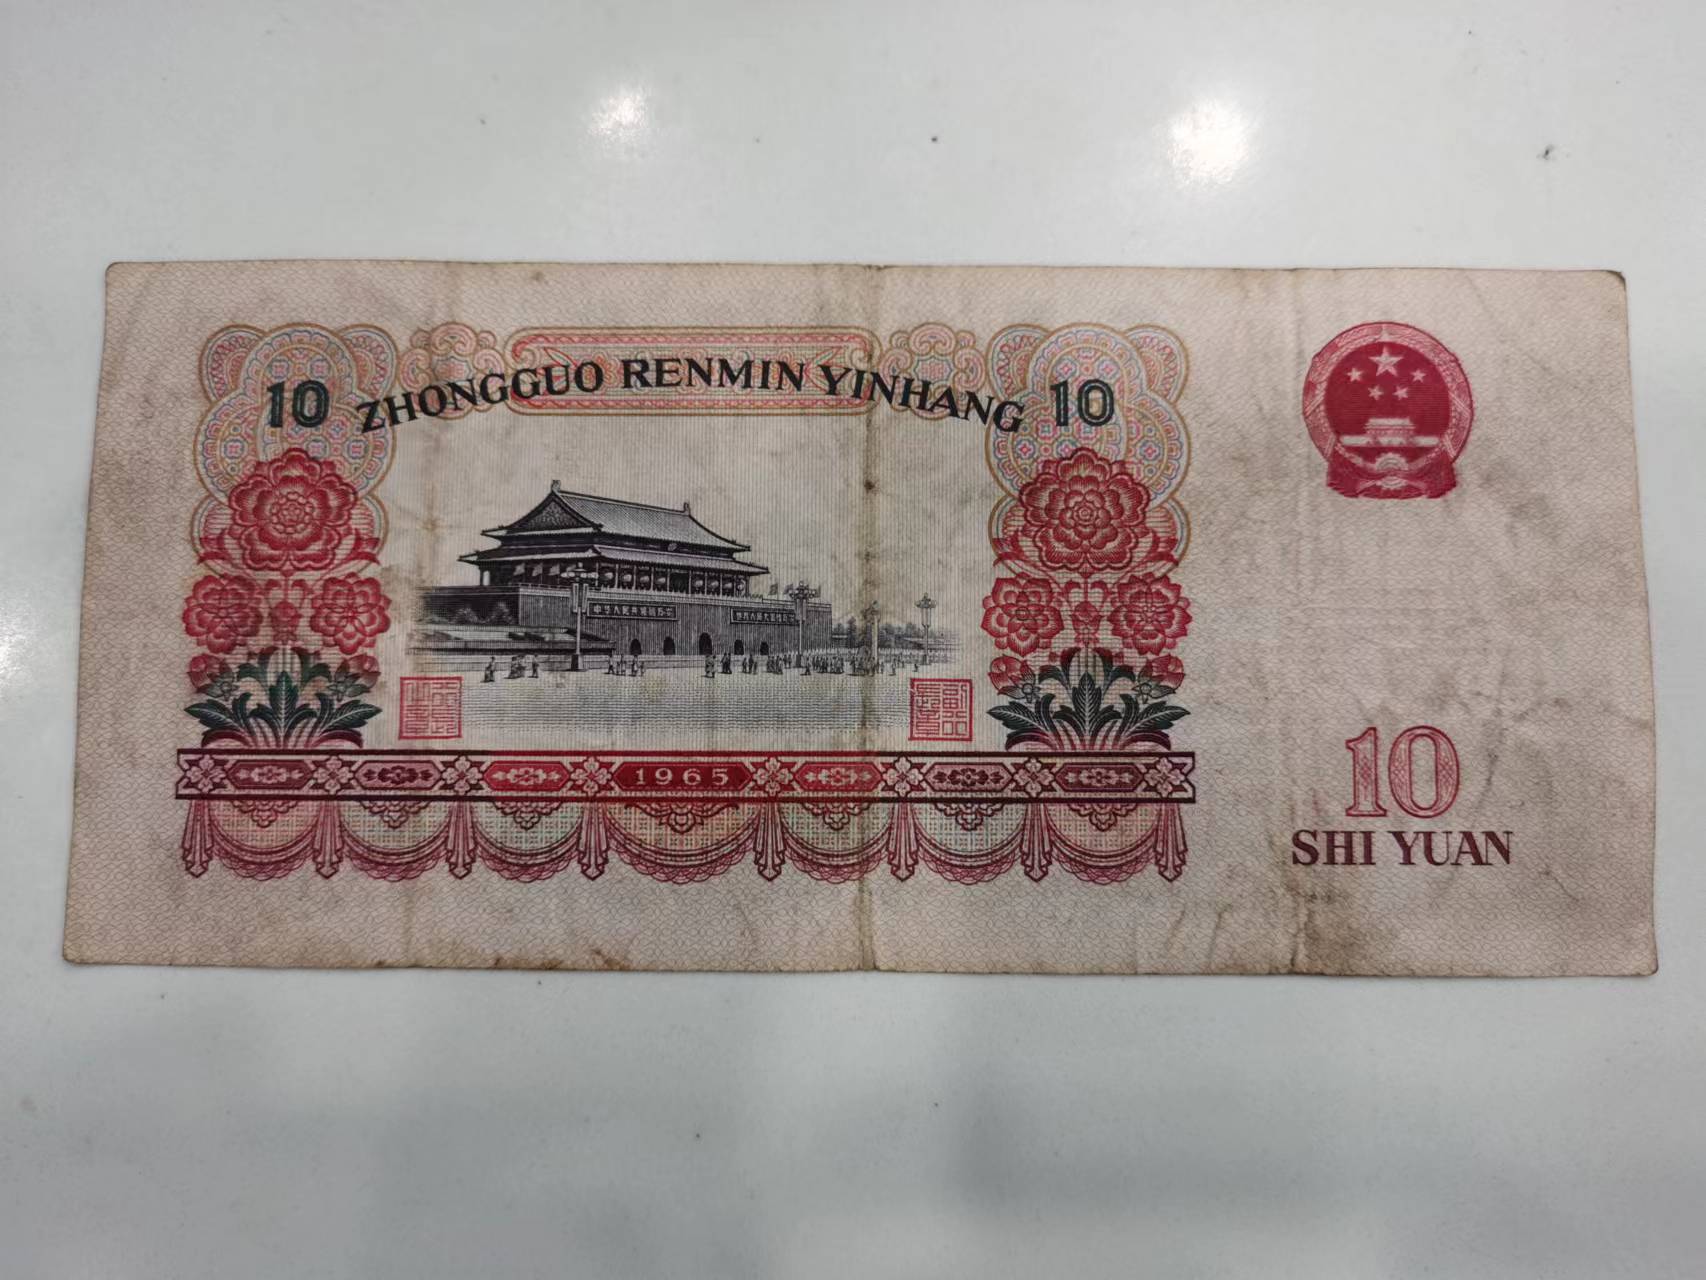 10 ZHONGGUO RENMIN YINHANG 10
1965
10
SHI YUAN